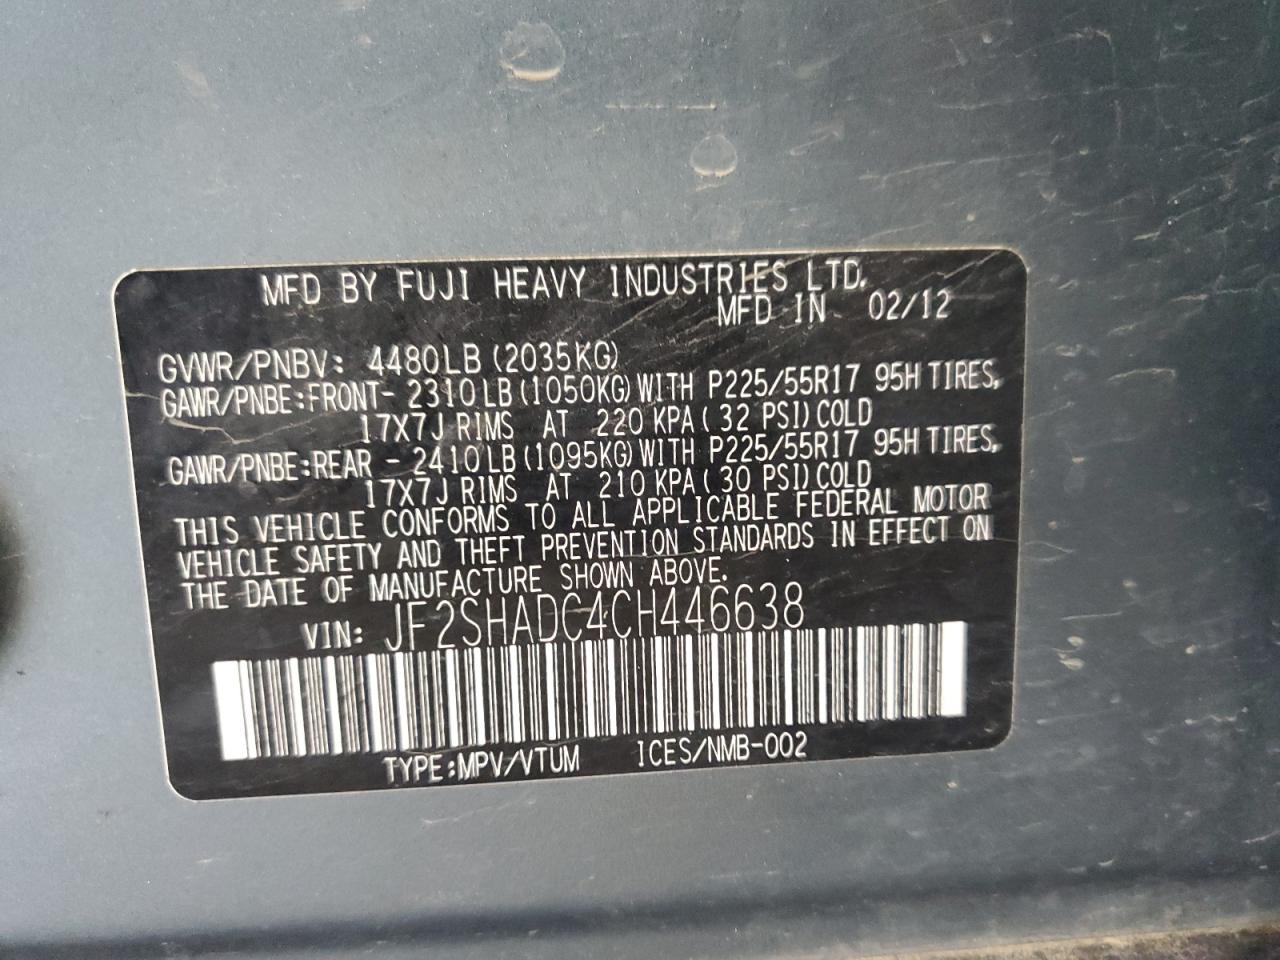 MFD BY FUJI HEAVY INDUSTRIES LTD.
MFD IN 02/12
GVWR/PNBV: 4480LB (2035KG)
GAWR/PNBE:FRONT- 2310LB (1050KG) WITH P225/55R17 95H TIRES,
17X7J RIMS AT 220 KPA ( 32 PSI) COLD
GAWR/PNBE:REAR - 2410LB (1095KG) WITH P225/55R17 95H TIRES,
17X7J RIMS AT 210 KPA ( 30 PSI) COLD
THIS VEHICLE CONFORMS TO ALL APPLICABLE FEDERAL MOTOR
VEHICLE SAFETY AND THEFT PREVENTION STANDARDS IN EFFECT ON
THE DATE OF MANUFACTURE SHOWN ABOVE.
VIN: JF2SHADC4CH446638
TYPE:MPV/VTUM ICES/NMB-002